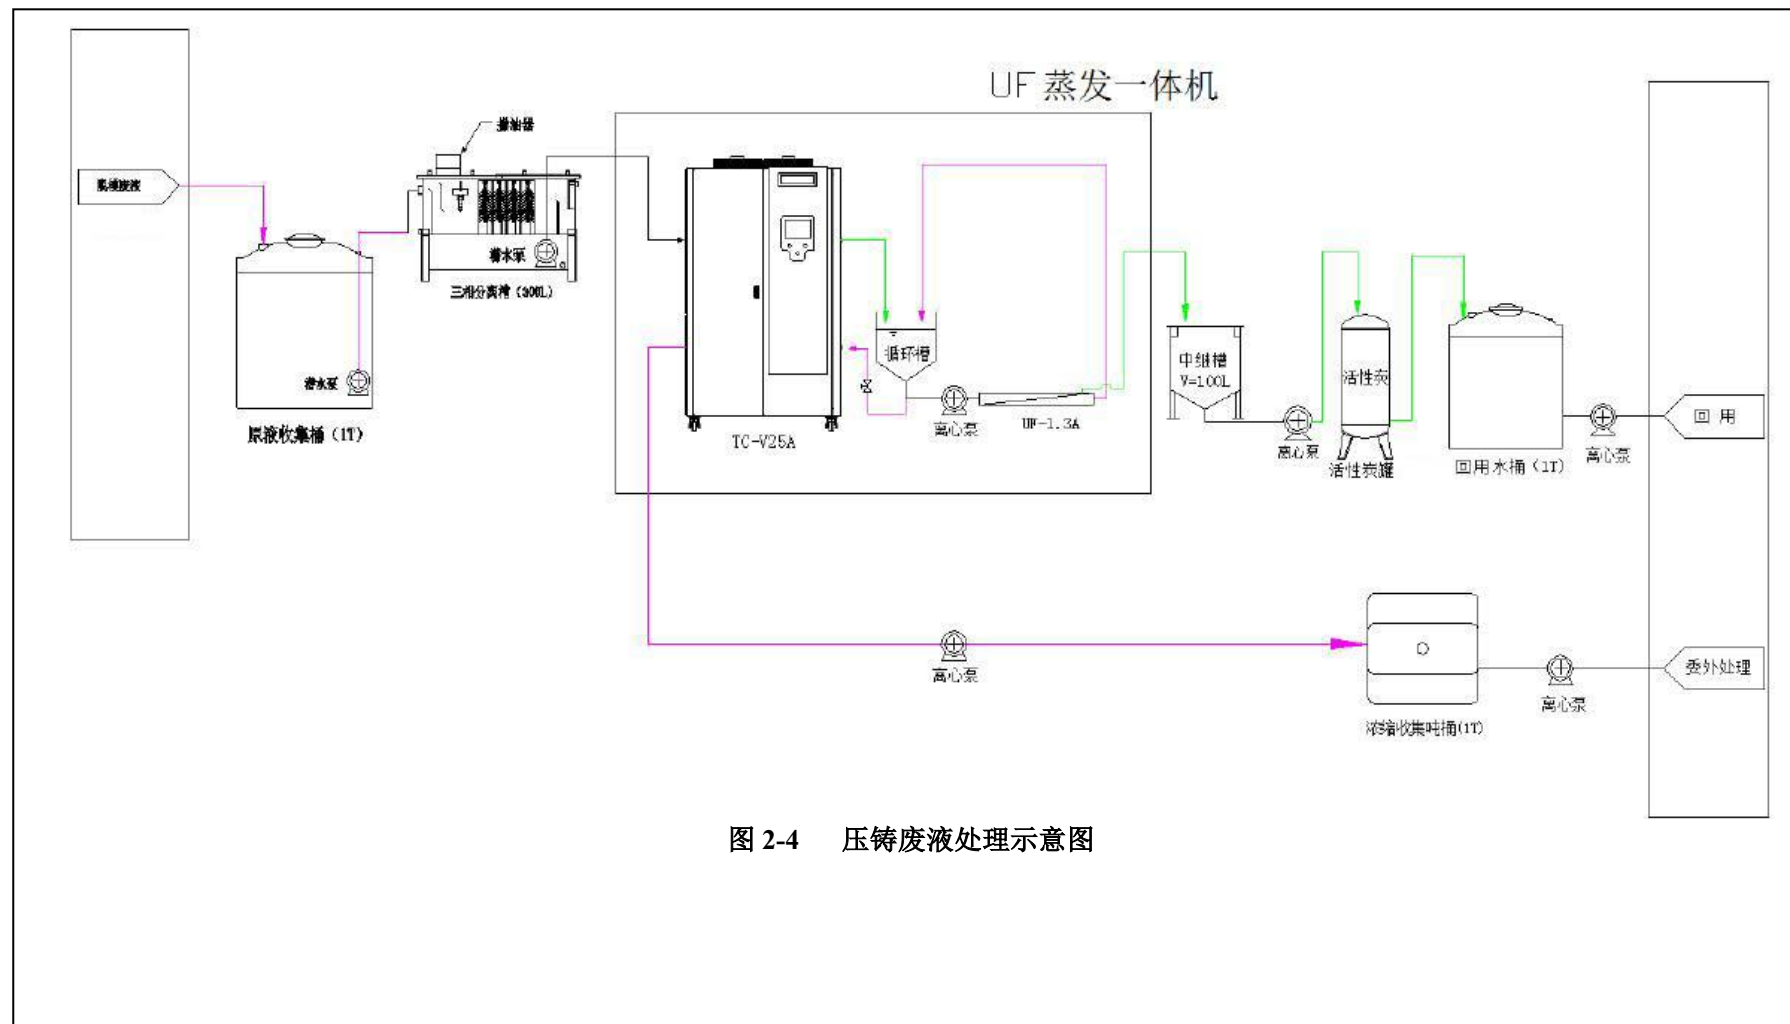 UF 蒸发一体机
撇油器
脱模废液
潜水泵
三相分离槽（300L）
循环槽
中继槽
V=100L
活性炭
潜水泵
原液收集桶（1T）
TC-V25A
离心泵
UF-1.3A
离心泵
活性炭罐
回用水桶（1T）
离心泵
回 用
离心泵
委外处理
离心泵
浓缩收集吨桶(1T)
图 2-4 压铸废液处理示意图